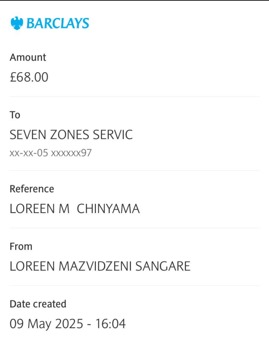 BARCLAYS
Amount
£68.00
To
SEVEN ZONES SERVIC
xx-xx-05 xxxxxx97
Reference
LOREEN M  CHINYAMA
From
LOREEN MAZVIDZENI SANGARE
Date created
09 May 2025 - 16:04